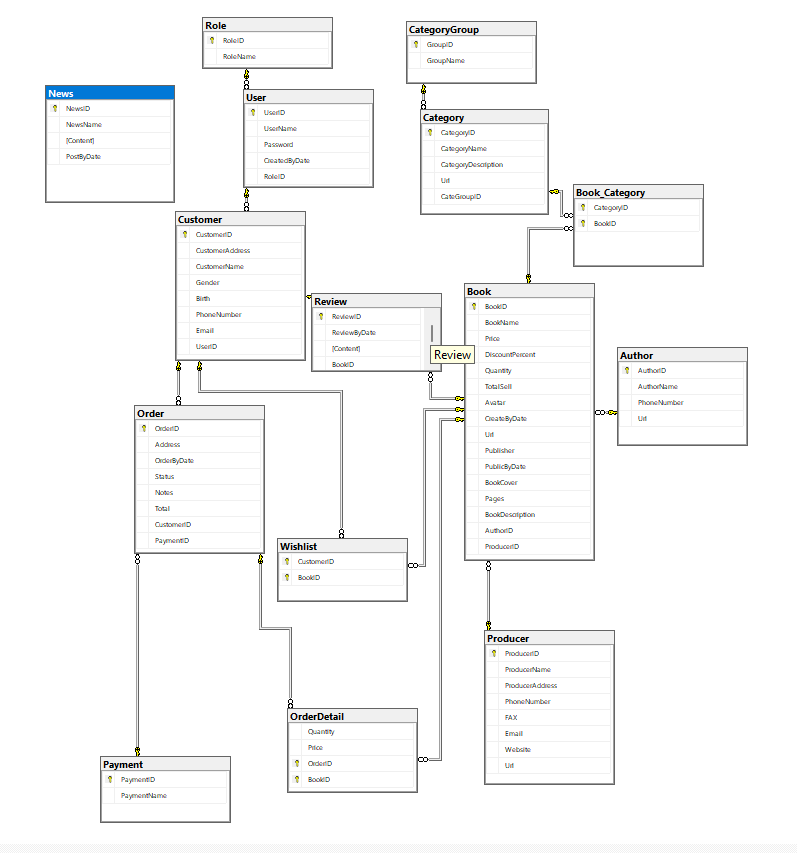 Role
RoleID
RoleName
CategoryGroup
GroupID
GroupName
News
NewsID
NewsName
[Content]
PostByDate
User
UserID
UserName
Password
CreatedByDate
RoleID
Category
CategoryID
CategoryName
CategoryDescription
Url
CateGroupID
Book_Category
CategoryID
BookID
Customer
CustomerID
CustomerAddress
CustomerName
Gender
Birth
PhoneNumber
Email
UserID
Review
ReviewID
ReviewByDate
[Content]
BookID
Review
Book
BookID
BookName
Price
DiscountPercent
Quantity
TotalSell
Avatar
CreateByDate
Url
Publisher
PublicByDate
BookCover
Pages
BookDescription
AuthorID
ProducerID
Author
AuthorID
AuthorName
PhoneNumber
Url
Order
OrderID
Address
OrderByDate
Status
Notes
Total
CustomerID
PaymentID
Wishlist
CustomerID
BookID
Producer
ProducerID
ProducerName
ProducerAddress
PhoneNumber
FAX
Email
Website
Url
OrderDetail
Quantity
Price
OrderID
BookID
Payment
PaymentID
PaymentName